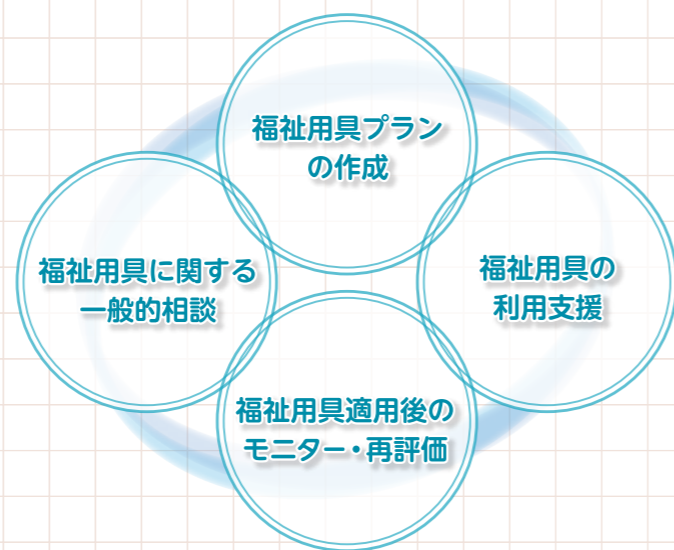 福祉用具プラン
の作成
福祉用具に関する
一般的相談
福祉用具の
利用支援
福祉用具適用後の
モニター・再評価